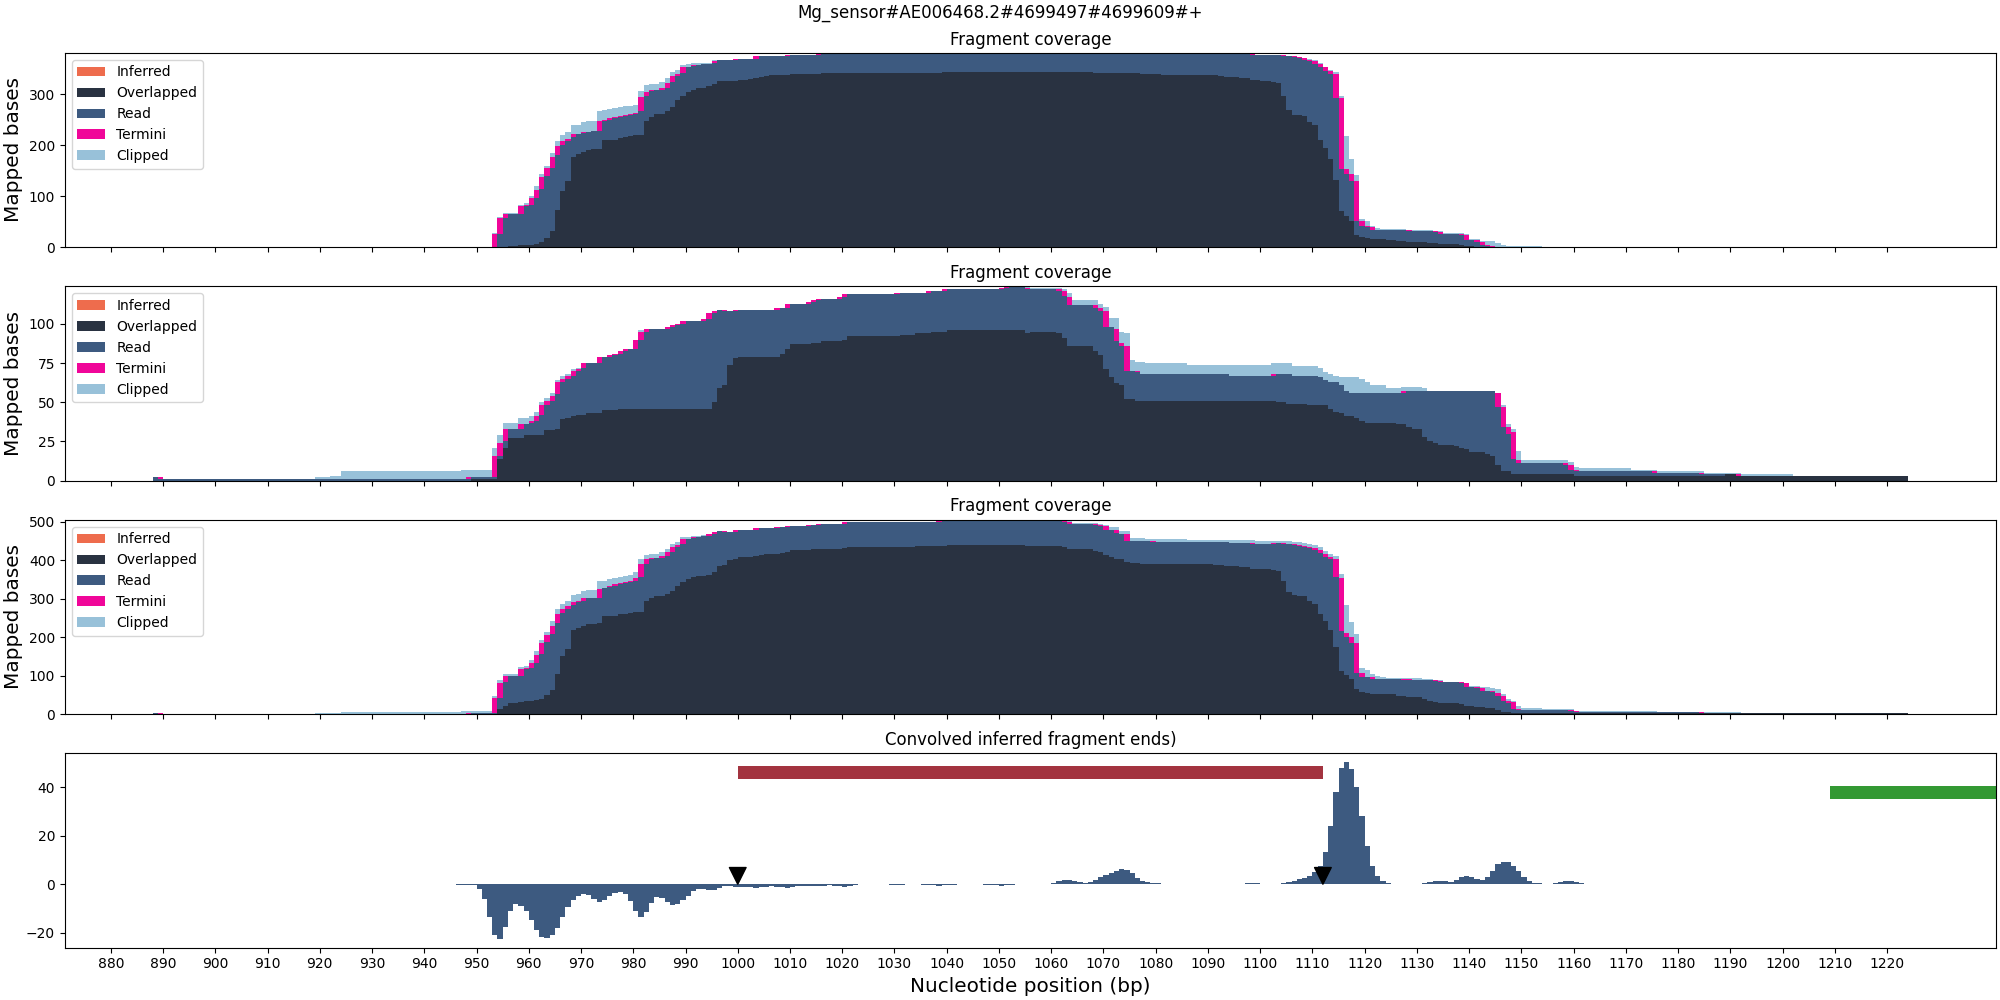 Mg_sensor#AE006468.2#4699497#4699609#+
Fragment coverage
Mapped bases
300
200
100
0
Inferred
Overlapped
Read
Termini
Clipped
Fragment coverage
Mapped bases
100
75
50
25
0
Inferred
Overlapped
Read
Termini
Clipped
Fragment coverage
Mapped bases
500
400
300
200
100
0
Inferred
Overlapped
Read
Termini
Clipped
Convolved inferred fragment ends)
40
20
0
−20
880 890 900 910 920 930 940 950 960 970 980 990 1000 1010 1020 1030 1040 1050 1060 1070 1080 1090 1100 1110 1120 1130 1140 1150 1160 1170 1180 1190 1200 1210 1220
Nucleotide position (bp)